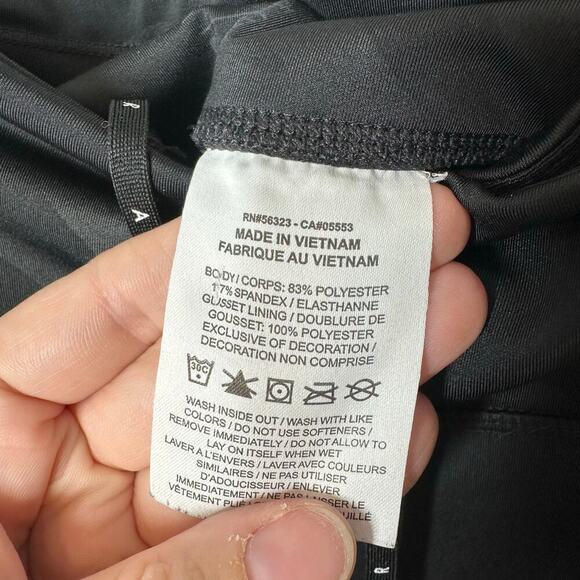 R
A
RN#56323 - CA#05553
MADE IN VIETNAM
FABRIQUE AU VIETNAM
BODY / CORPS: 83% POLYESTER
17% SPANDEX / ELASTHANNE
GUSSET LINING / DOUBLURE DE
GOUSSET: 100% POLYESTER
EXCLUSIVE OF DECORATION /
DECORATION NON COMPRISE
30C
WASH INSIDE OUT / WASH WITH LIKE
COLORS / DO NOT USE SOFTENERS /
REMOVE IMMEDIATELY / DO NOT ALLOW TO
LAY ON ITSELF WHEN WET
LAVER A L'ENVERS / LAVER AVEC COULEURS
SIMILAIRES / NE PAS UTILISER
D'ADOUCISSEUR / ENLEVER
IMMEDIATEMENT / NE PAS LAISSER LE
VÊTEMENT
MOUILLÉ
R